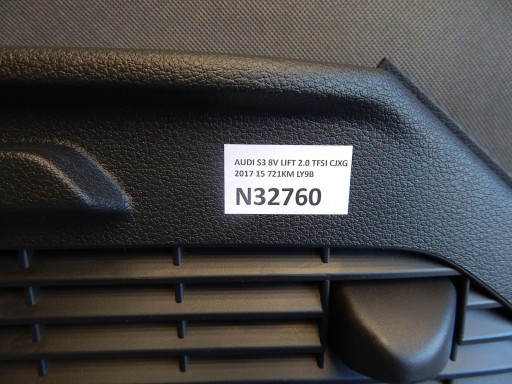 AUDI S3 8V LIFT 2.0 TFSI CJXG
2017 15 721KM LY9B
N32760